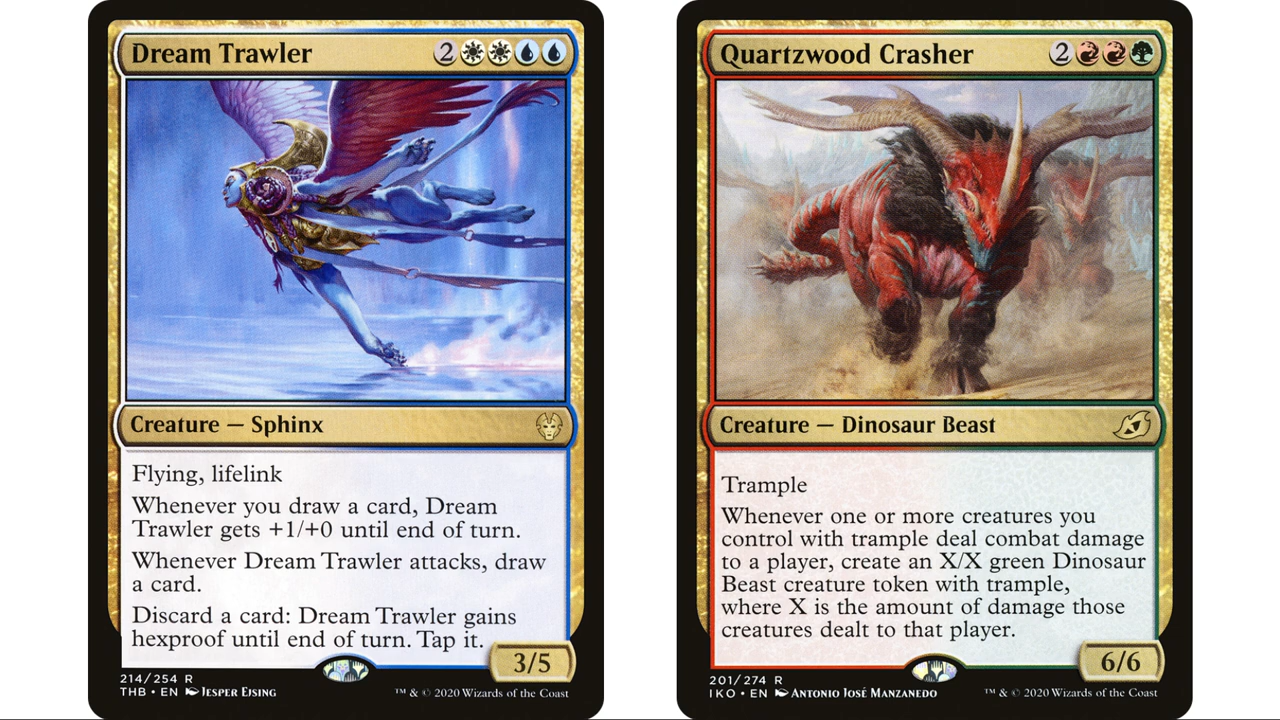 Dream Trawler 2
Creature — Sphinx
Flying, lifelink
Whenever you draw a card, Dream
Trawler gets +1/+0 until end of turn.
Whenever Dream Trawler attacks, draw
a card.
Discard a card: Dream Trawler gains
hexproof until end of turn. Tap it.
3/5
214/254 R
THB • EN Jesper Ejsing
™ & © 2020 Wizards of the Coast
Quartzwood Crasher 2
Creature — Dinosaur Beast
Trample
Whenever one or more creatures you
control with trample deal combat damage
to a player, create an X/X green Dinosaur
Beast creature token with trample,
where X is the amount of damage those
creatures dealt to that player.
6/6
201/274 R
IKO • EN Antonio José Manzanedo
™ & © 2020 Wizards of the Coast